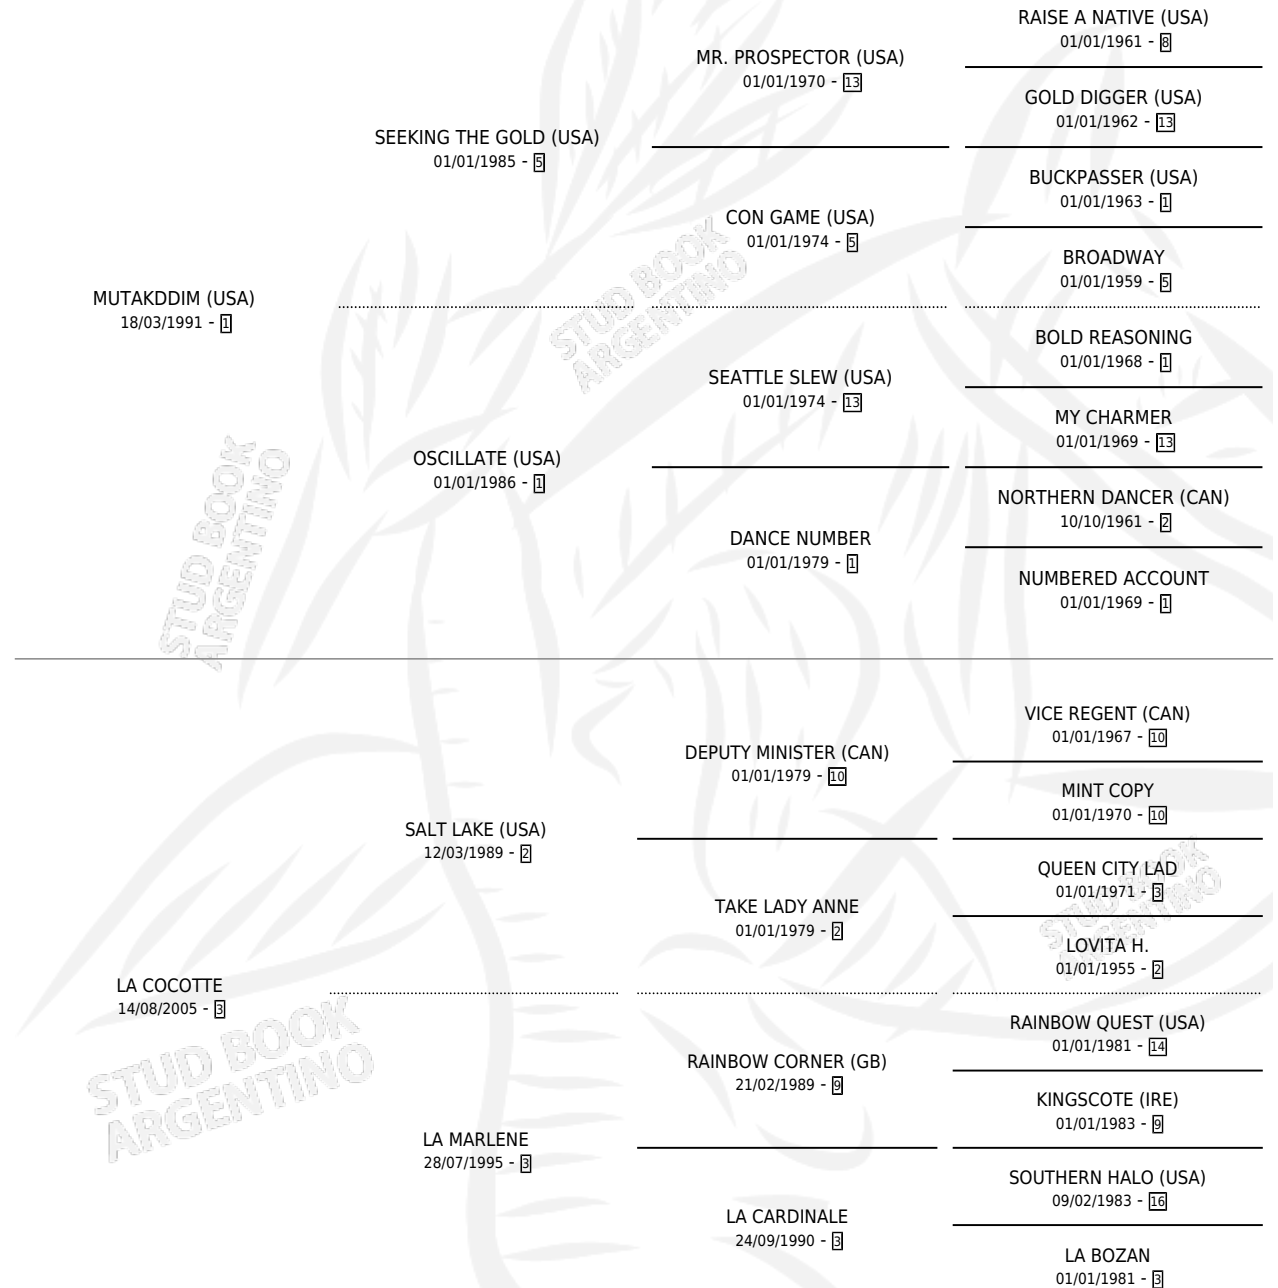 RAISE A NATIVE (USA)
01/01/1961 - 8
MR. PROSPECTOR (USA)
01/01/1970 - 13
GOLD DIGGER (USA)
01/01/1962 - 13
SEEKING THE GOLD (USA)
01/01/1985 - 5
BUCKPASSER (USA)
01/01/1963 - 1
CON GAME (USA)
01/01/1974 - 5
BROADWAY
01/01/1959 - 5
MUTAKDDIM (USA)
18/03/1991 - 1
BOLD REASONING
01/01/1968 - 1
SEATTLE SLEW (USA)
01/01/1974 - 13
MY CHARMER
01/01/1969 - 13
OSCILLATE (USA)
01/01/1986 - 1
NORTHERN DANCER (CAN)
10/10/1961 - 2
DANCE NUMBER
01/01/1979 - 1
NUMBERED ACCOUNT
01/01/1969 - 1
VICE REGENT (CAN)
01/01/1967 - 10
DEPUTY MINISTER (CAN)
01/01/1979 - 10
MINT COPY
01/01/1970 - 10
SALT LAKE (USA)
12/03/1989 - 2
QUEEN CITY LAD
01/01/1971 - 3
TAKE LADY ANNE
01/01/1979 - 2
LOVITA H.
01/01/1955 - 2
LA COCOTTE
14/08/2005 - 3
RAINBOW QUEST (USA)
01/01/1981 - 14
RAINBOW CORNER (GB)
21/02/1989 - 9
KINGSCOTE (IRE)
01/01/1983 - 9
LA MARLENE
28/07/1995 - 3
SOUTHERN HALO (USA)
09/02/1983 - 16
LA CARDINALE
24/09/1990 - 3
LA BOZAN
01/01/1981 - 3
STUD BOOK
ARGENTINO
STUD BOOK
ARGENTINO
STUD BOOK
ARGENTINO
STUD BOOK
ARGENTINO